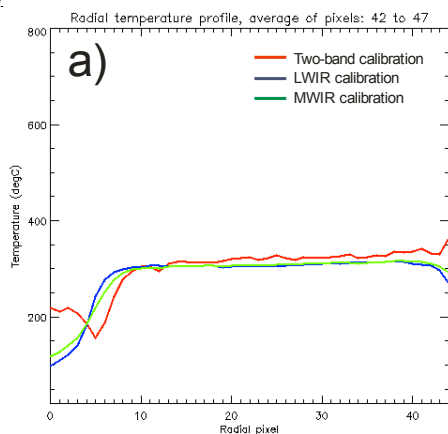 Radial temperature profile, average of pixels: 42 to 47
a)
Two-band calibration
LWIR calibration
MWIR calibration
Temperature (degC)
800
600
400
200
0
10
20
30
40
Radial pixel